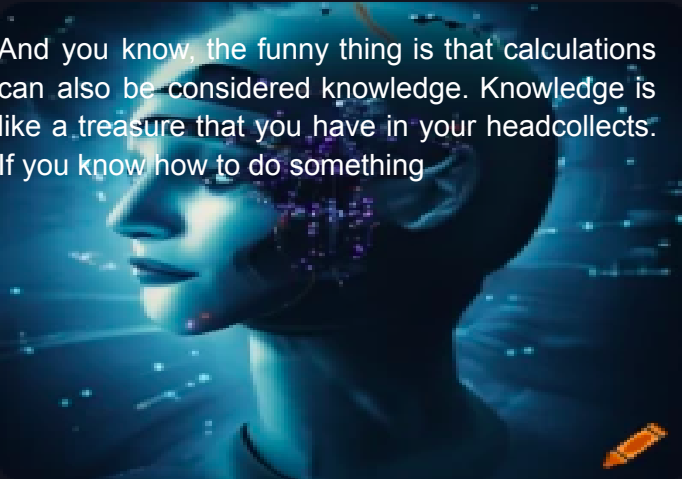 And you know, the funny thing is that calculations
can also be considered knowledge. Knowledge is
like a treasure that you have in your headcollects.
If you know how to do something